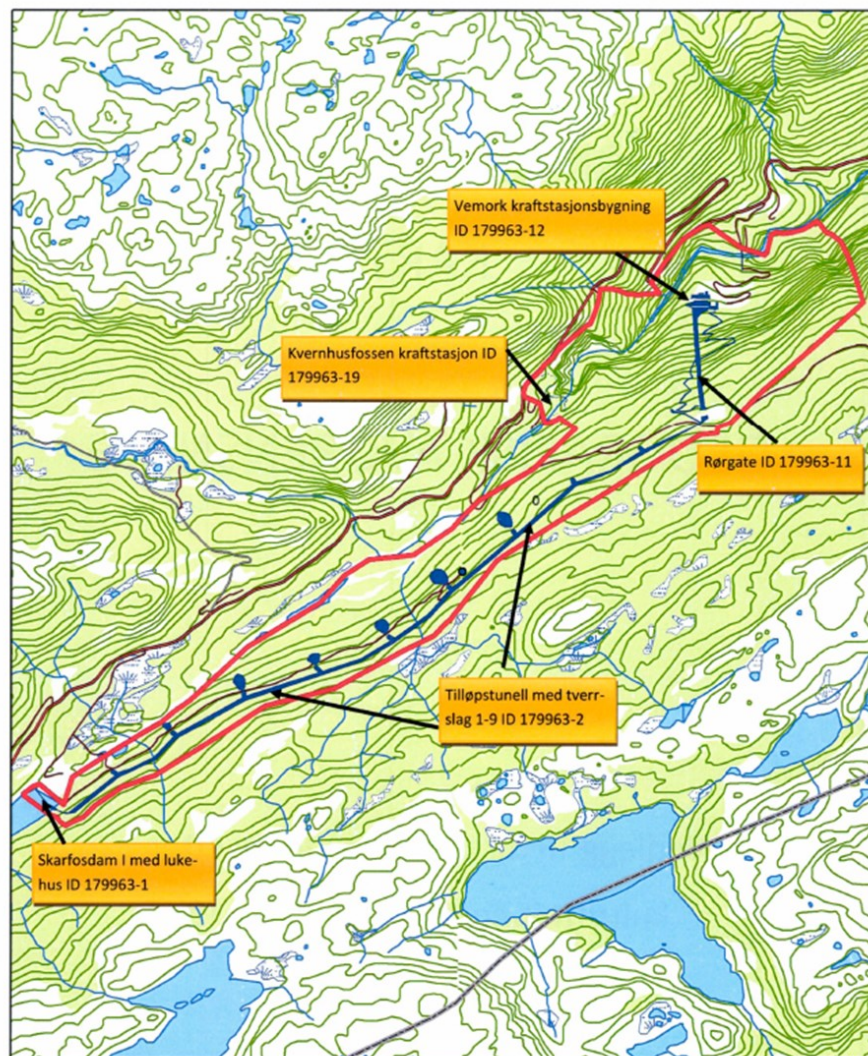 Vemork kraftstasjonsbygning
ID 179963-12
Kvernhusfossen kraftstasjon ID
179963-19
Rørgate ID 179963-11
Tilløpstunell med tverr-
slag 1-9 ID 179963-2
Skarfosdam I med luke-
hus ID 179963-1